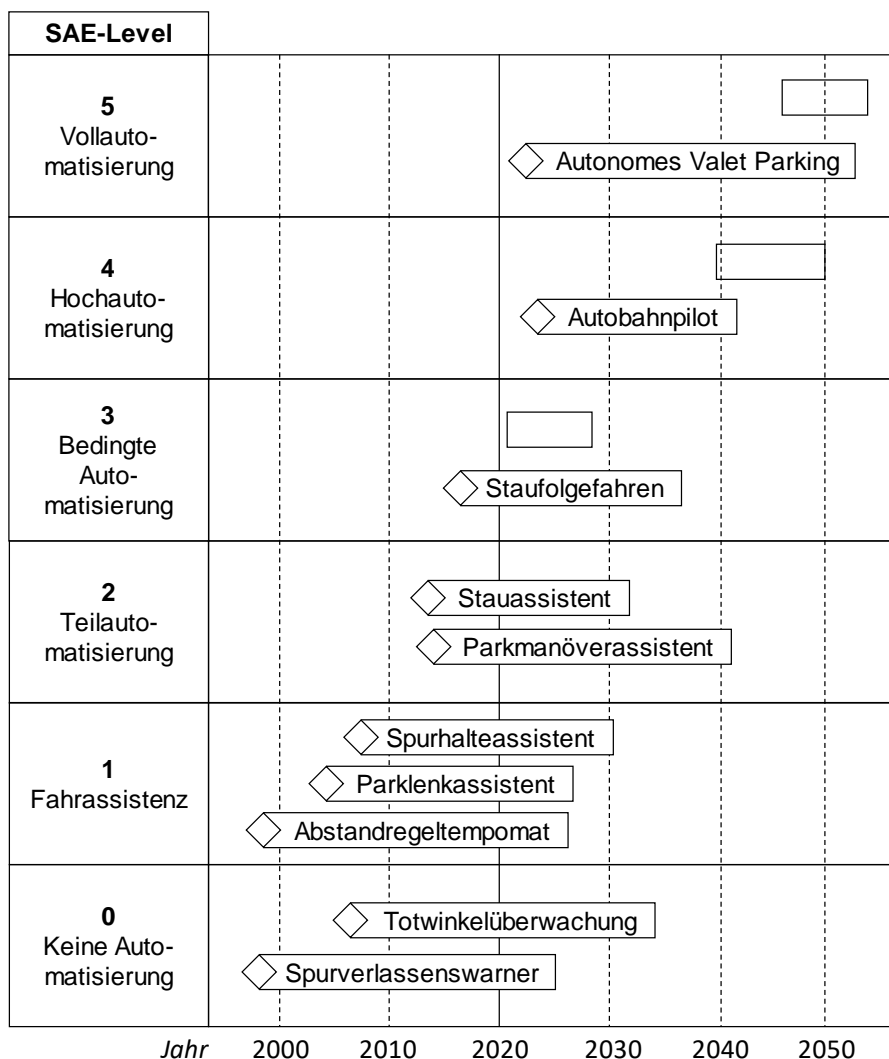 SAE-Level
5
Vollauto-
matisierung
Autonomes Valet Parking
4
Hochauto-
matisierung
Autobahnpilot
3
Bedingte
Auto-
matisierung
Staufolgefahren
2
Teilauto-
matisierung
Stauassistent
Parkmanöverassistent
1
Fahrassistenz
Spurhalteassistent
Parklenkassistent
Abstandregeltempomat
0
Keine Auto-
matisierung
Totwinkelüberwachung
Spurverlassenswarner
Jahr 2000 2010 2020 2030 2040 2050